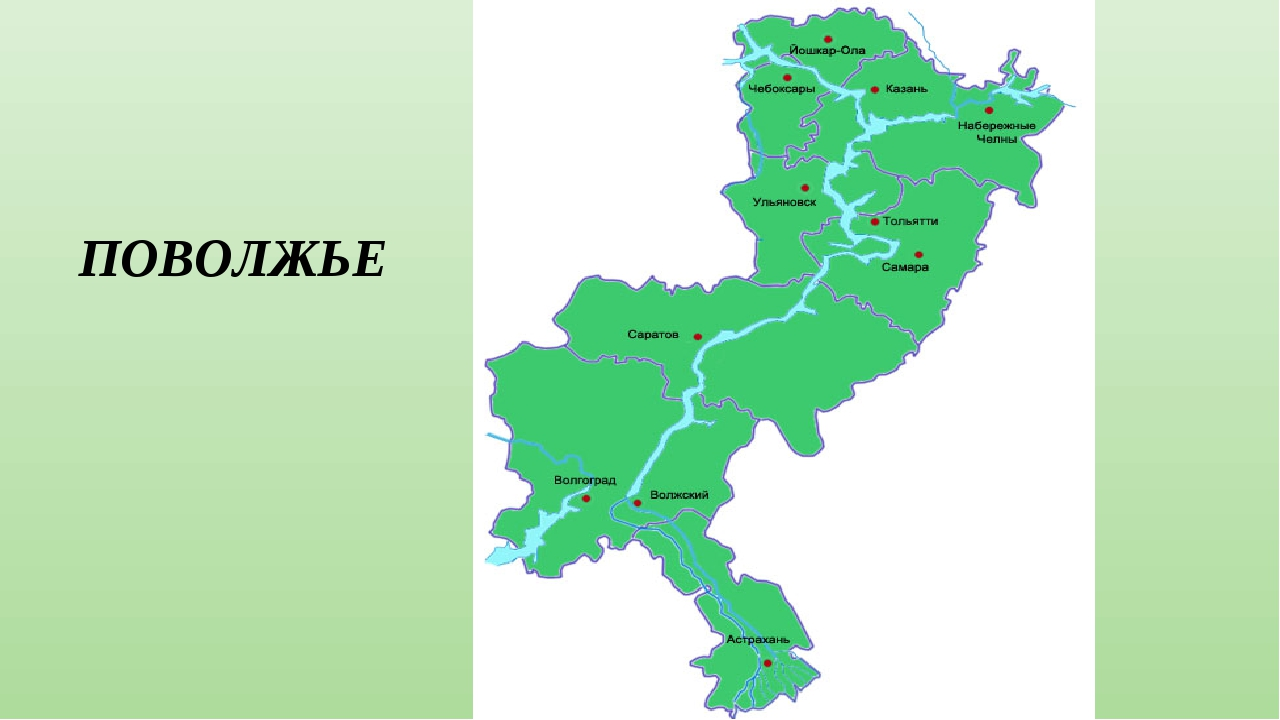 ПОВОЛЖЬЕ
Йошкар-Ола
Чебоксары
Казань
Набережные
Челны
Ульяновск
Тольятти
Самара
Саратов
Волгоград
Волжский
Астрахань